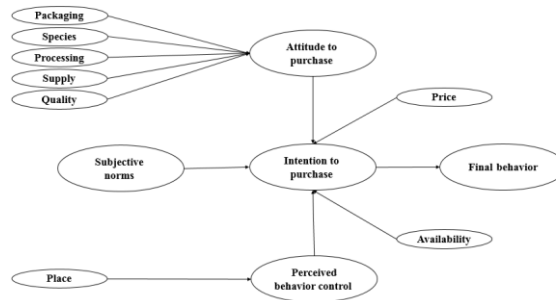 Packaging
Species
Processing
Supply
Quality
Attitude to
purchase
Price
Subjective
norms
Intention to
purchase
Final behavior
Availability
Place
Perceived
behavior control